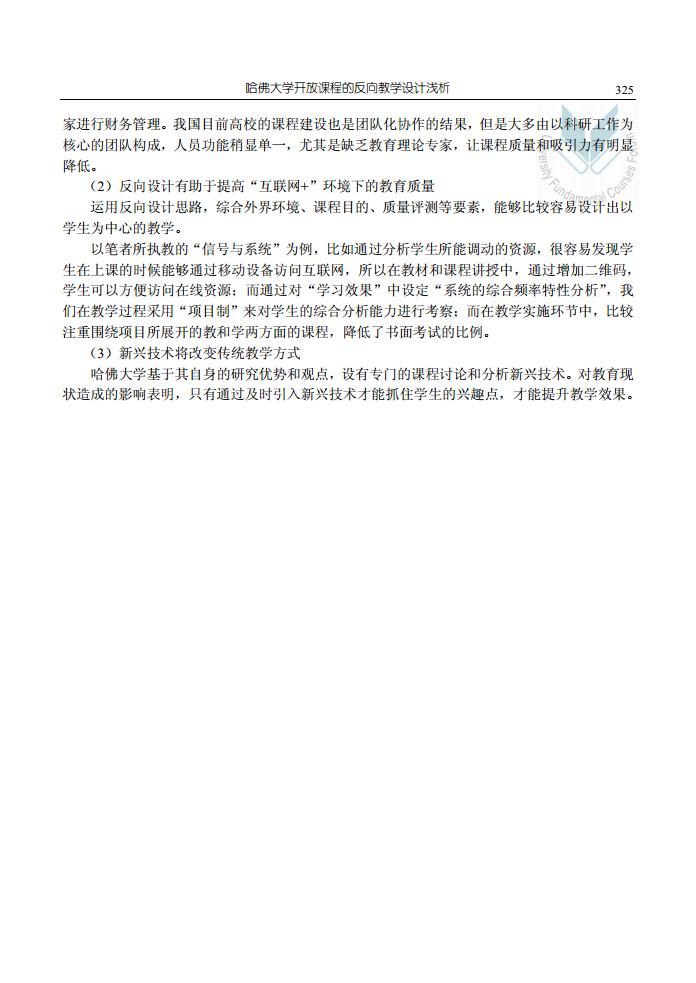 哈佛大学开放课程的反向教学设计浅析
325
家进行财务管理。我国目前高校的课程建设也是团队化协作的结果，但是大多由以科研工作为
核心的团队构成，人员功能稍显单一，尤其是缺乏教育理论专家，让课程质量和吸引力有明显
降低。
（2）反向设计有助于提高“互联网+”环境下的教育质量
运用反向设计思路，综合外界环境、课程目的、质量评测等要素，能够比较容易设计出以
学生为中心的教学。
以笔者所执教的“信号与系统”为例，比如通过分析学生所能调动的资源，很容易发现学
生在上课的时候能够通过移动设备访问互联网，所以在教材和课程讲授中，通过增加二维码，
学生可以方便访问在线资源；而通过对“学习效果”中设定“系统的综合频率特性分析”，我
们在教学过程采用“项目制”来对学生的综合分析能力进行考察；而在教学实施环节中，比较
注重围绕项目所展开的教和学两方面的课程，降低了书面考试的比例。
（3）新兴技术将改变传统教学方式
哈佛大学基于其自身的研究优势和观点，设有专门的课程讨论和分析新兴技术。对教育现
状造成的影响表明，只有通过及时引入新兴技术才能抓住学生的兴趣点，才能提升教学效果。
ersity Fundamental Courses Foru